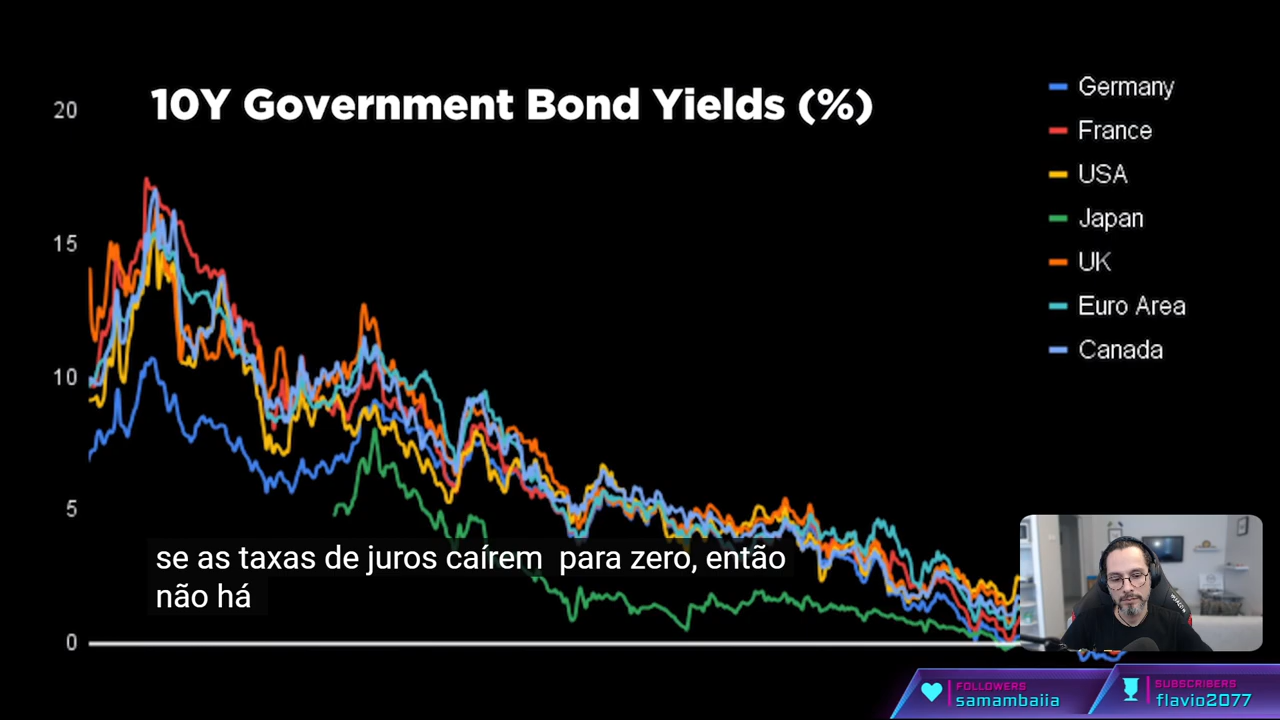 10Y Government Bond Yields (%)
20
15
10
5
0
Germany
France
USA
Japan
UK
Euro Area
Canada
se as taxas de juros caírem para zero, então
não há
FOLLOWERS
samambaiia
SUBSCRIBERS
flavio2077